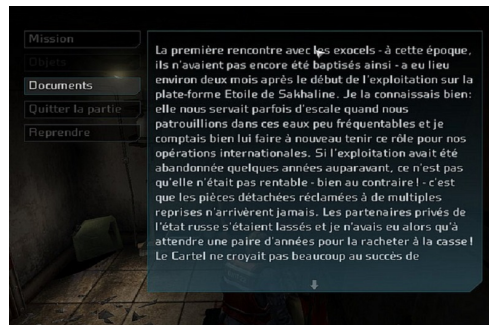 Mission
Objets
Documents
Quitter la partie
Reprendre
La première rencontre avec les exocels - à cette époque,
ils n'avaient pas encore été baptisés ainsi - a eu lieu
environ deux mois après le début de l'exploitation sur la
plate-forme Etoile de Sakhaline. Je la connaissais bien:
elle nous servait parfois d'escale quand nous
patrouillions dans ces eaux peu fréquentables et je
comptais bien lui faire à nouveau tenir ce rôle pour nos
opérations internationales. Si l'exploitation avait été
abandonnée quelques années auparavant, ce n'est pas
qu'elle n'était pas rentable - bien au contraire ! - c'est
que les pièces détachées réclamées à de multiples
reprises n'arrivèrent jamais. Les partenaires privés de
l'état russe s'étaient lassés et je n'avais eu alors qu'à
attendre une paire d'années pour la racheter à la casse !
Le Cartel ne croyait pas beaucoup au succès de